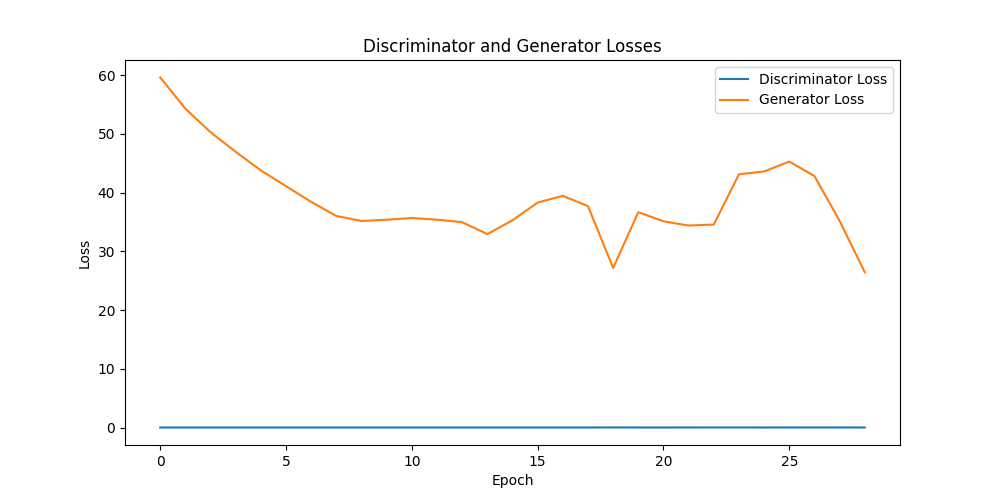 Discriminator and Generator Losses
Discriminator Loss
Generator Loss
60
50
40
30
20
10
0
Loss
0 5 10 15 20 25
Epoch